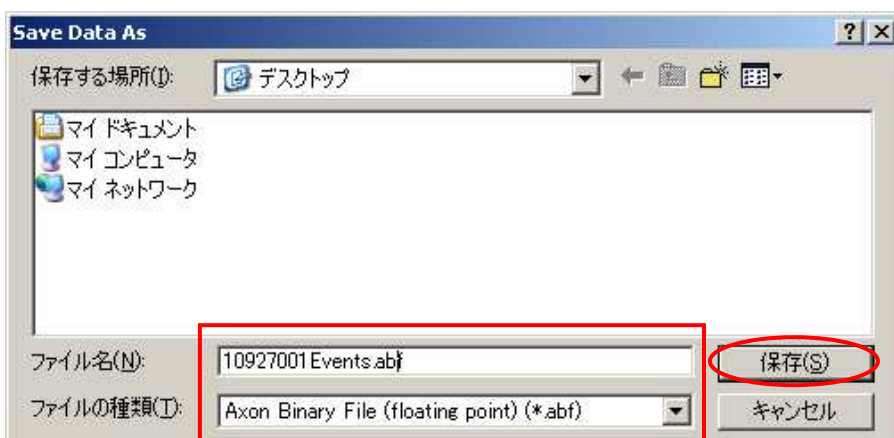 Save Data As
保存する場所(I): デスクトップ
マイ ドキュメント
マイ コンピュータ
マイ ネットワーク
ファイル名(N): 10927001Events.abf 保存(S)
ファイルの種類(T): Axon Binary File (floating point) (*.abf) キャンセル